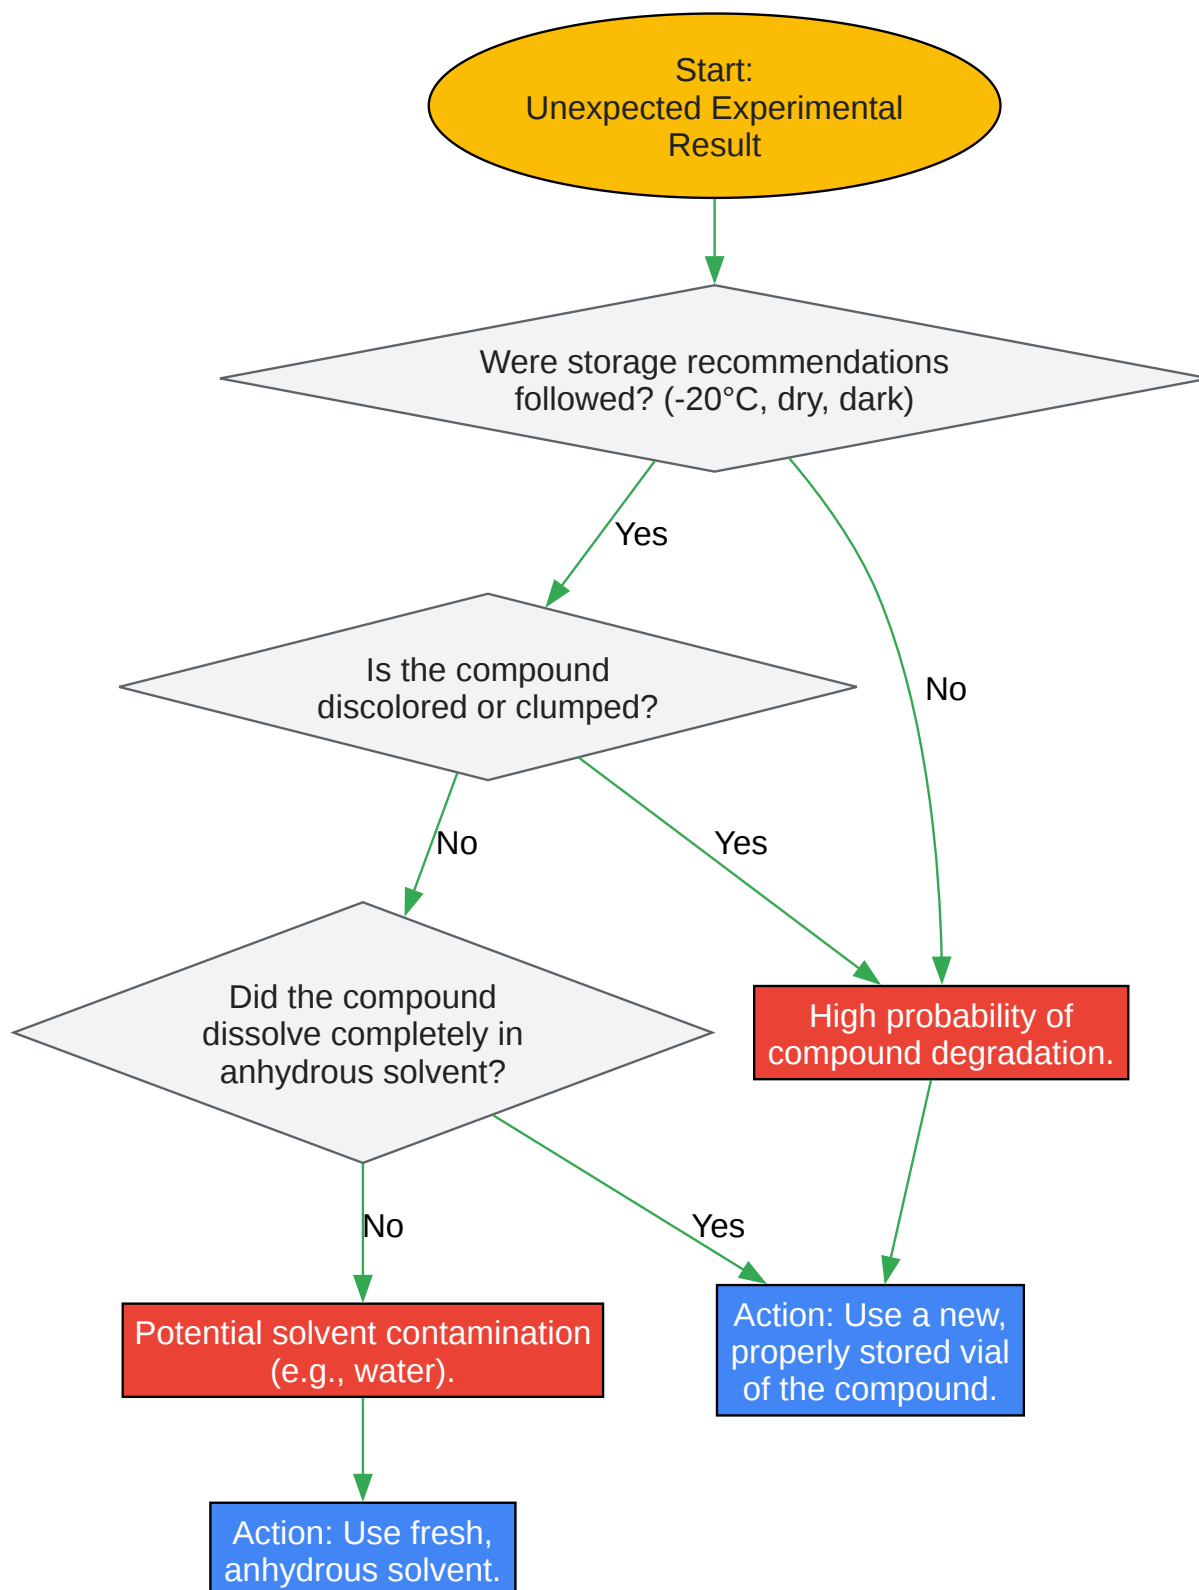 Start:
Unexpected Experimental
Result
Were storage recommendations
followed? (-20°C, dry, dark)
Yes
No
Is the compound
discolored or clumped?
No
Yes
Did the compound
dissolve completely in
anhydrous solvent?
High probability of
compound degradation.
No
Yes
Potential solvent contamination
(e.g., water).
Action: Use a new,
properly stored vial
of the compound.
Action: Use fresh,
anhydrous solvent.